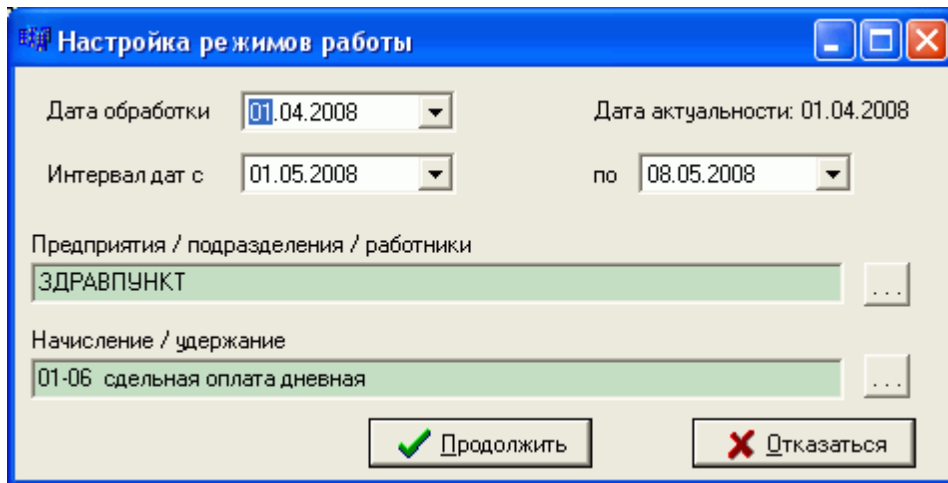 Настройка режимов работы
Дата обработки 01.04.2008 Дата актуальности: 01.04.2008
Интервал дат с 01.05.2008 по 08.05.2008
Предприятия / подразделения / работники
ЗДРАВПУНКТ ...
Начисление / удержание
01-06 сдельная оплата дневная ...
Продолжить Отказаться